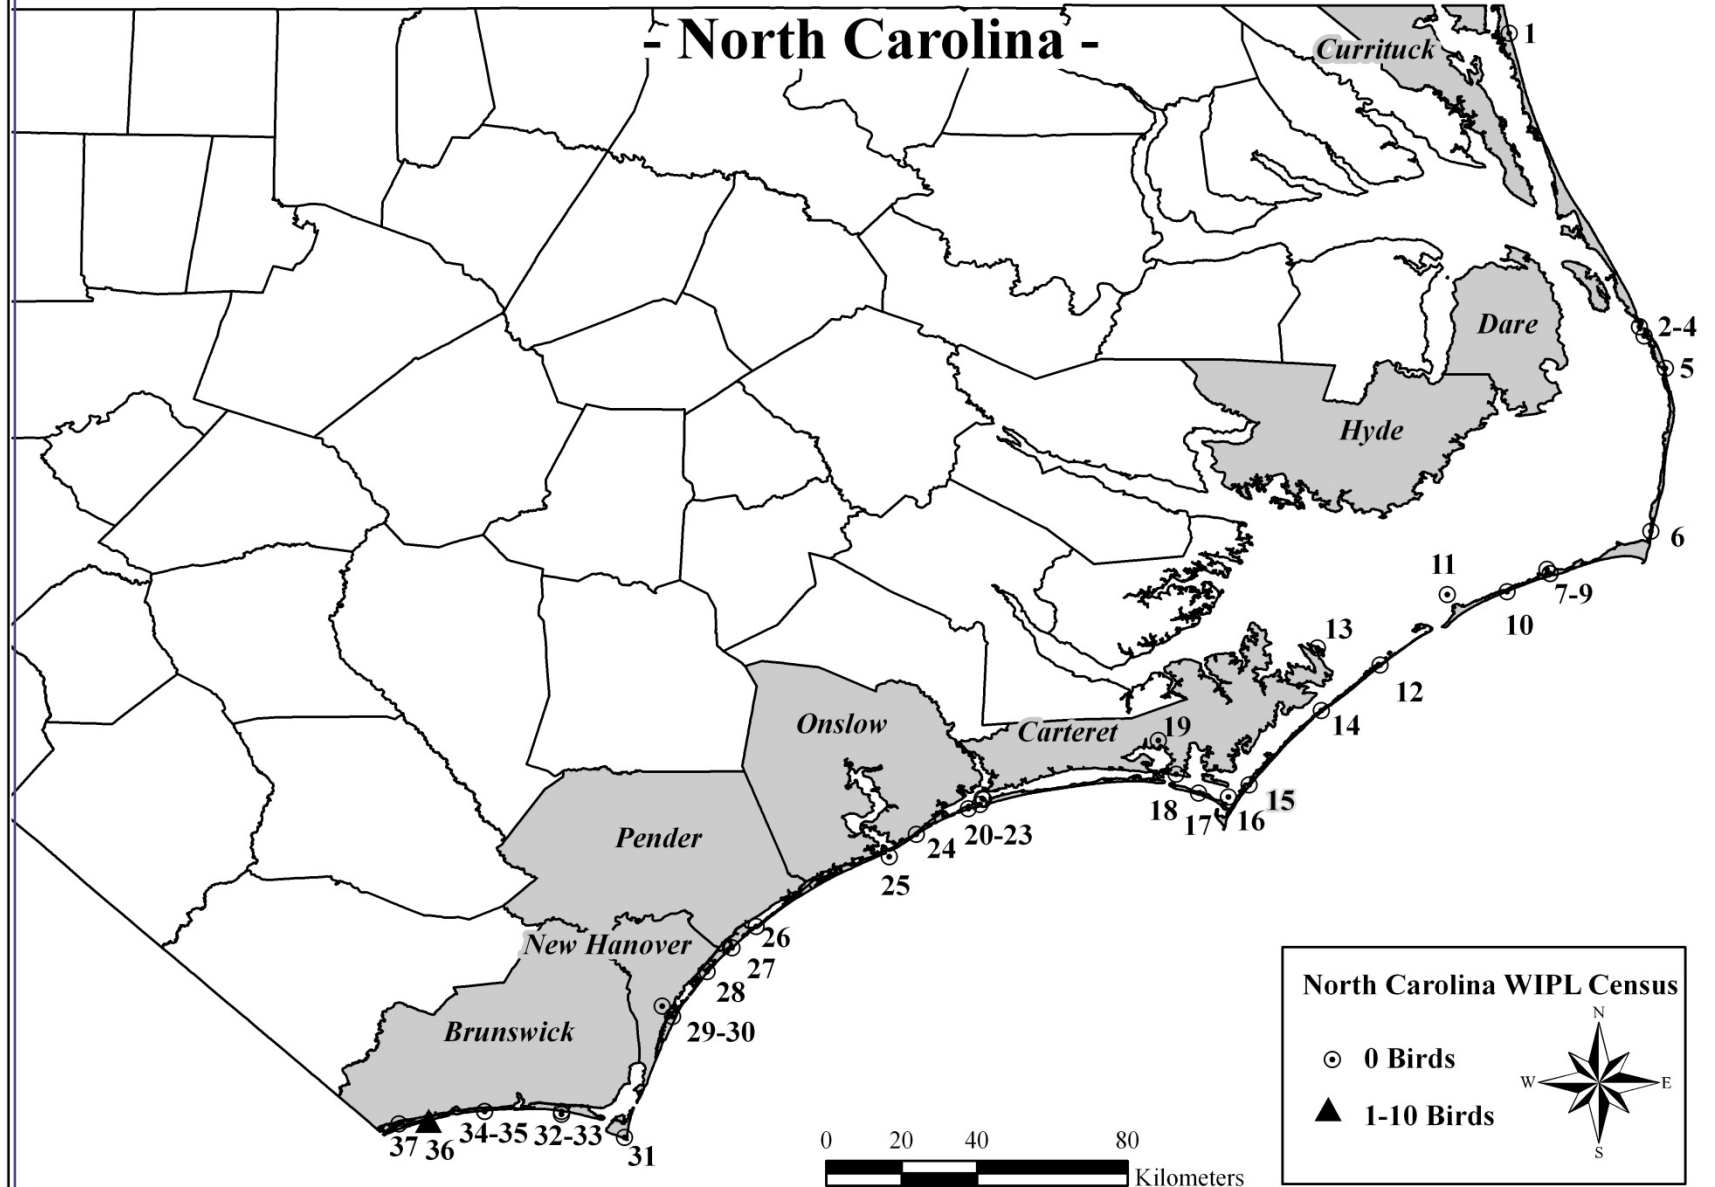 - North Carolina -
Currituck
1
Dare
2-4
5
Hyde
6
11
7-9
10
13
12
Onslow
Carteret
19
14
15
18
17
16
20-23
24
25
Pender
New Hanover
26
27
28
29-30
Brunswick
37
36
34-35
32-33
31
North Carolina WIPL Census
N
0 Birds
W
E
1-10 Birds
S
0 20 40 80
Kilometers